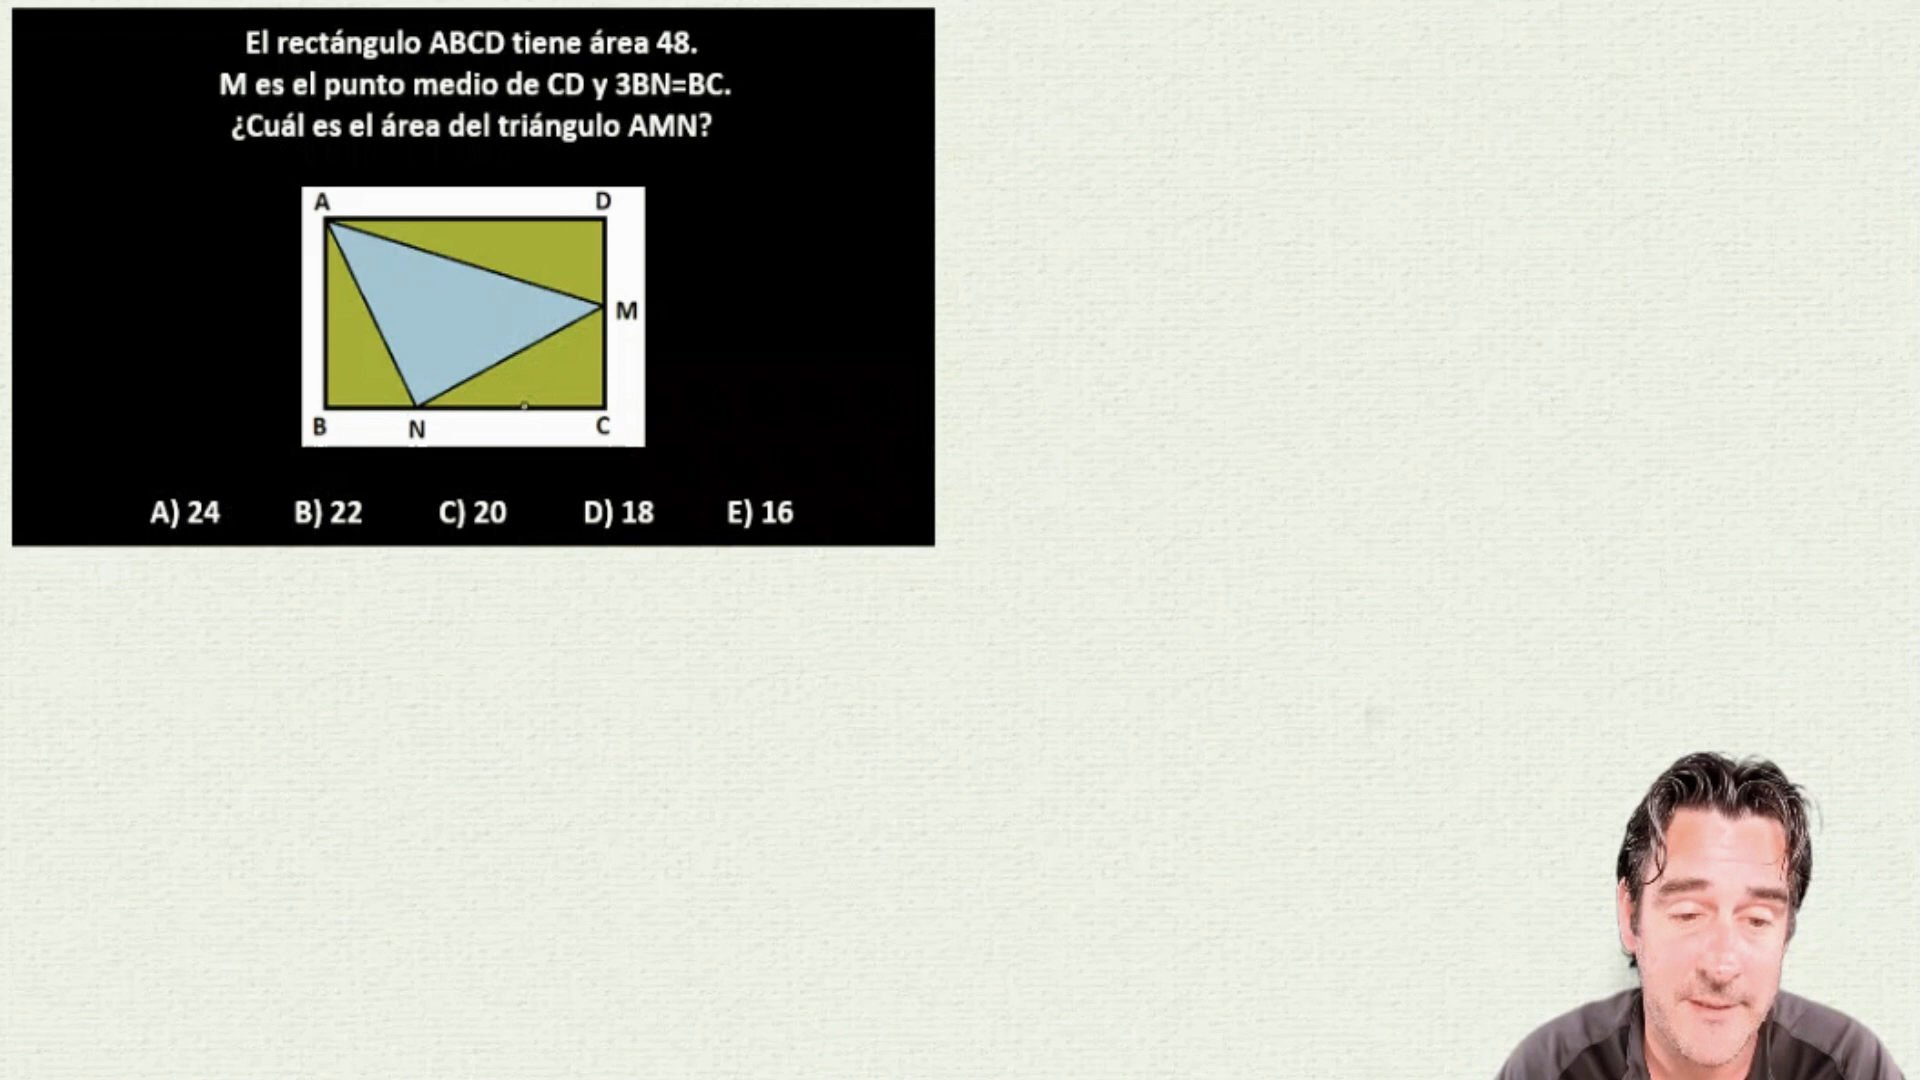 El rectángulo ABCD tiene área 48.
M es el punto medio de CD y 3BN=BC.
¿Cuál es el área del triángulo AMN?
A D
M
B N C
A) 24 B) 22 C) 20 D) 18 E) 16